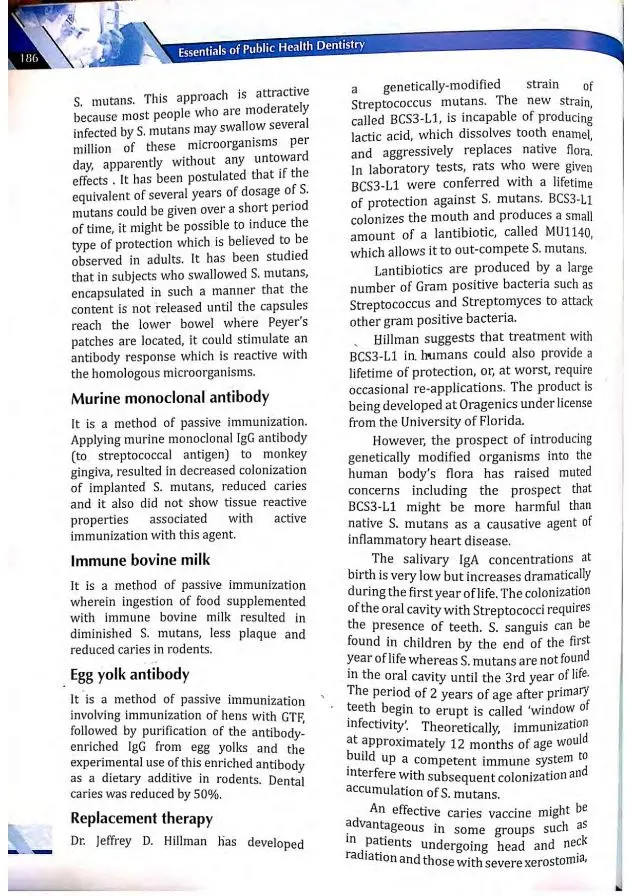 186
Essentials of Public Health Dentistry
S. mutans. This approach is attractive
because most people who are moderately
infected by S. mutans may swallow several
million of these microorganisms per
day, apparently without any untoward
effects . It has been postulated that if the
equivalent of several years of dosage of S.
mutans could be given over a short period
of time, it might be possible to induce the
type of protection which is believed to be
observed in adults. It has been studied
that in subjects who swallowed S. mutans,
encapsulated in such a manner that the
content is not released until the capsules
reach the lower bowel where Peyer's
patches are located, it could stimulate an
antibody response which is reactive with
the homologous microorganisms.
Murine monoclonal antibody
It is a method of passive immunization.
Applying murine monoclonal IgG antibody
(to streptococcal antigen) to monkey
gingiva, resulted in decreased colonization
of implanted S. mutans, reduced caries
and it also did not show tissue reactive
properties associated with active
immunization with this agent.
Immune bovine milk
It is a method of passive immunization
wherein ingestion of food supplemented
with immune bovine milk resulted in
diminished S. mutans, less plaque and
reduced caries in rodents.
Egg yolk antibody
It is a method of passive immunization
involving immunization of hens with GTF,
followed by purification of the antibody-
enriched IgG from egg yolks and the
experimental use of this enriched antibody
as a dietary additive in rodents. Dental
caries was reduced by 50%.
Replacement therapy
Dr. Jeffrey D. Hillman has developed
a genetically-modified strain of
Streptococcus mutans. The new strain,
called BCS3-L1, is incapable of producing
lactic acid, which dissolves tooth enamel,
and aggressively replaces native flora.
In laboratory tests, rats who were given
BCS3-L1 were conferred with a lifetime
of protection against S. mutans. BCS3-L1
colonizes the mouth and produces a small
amount of a lantibiotic, called MU1140,
which allows it to out-compete S. mutans.
Lantibiotics are produced by a large
number of Gram positive bacteria such as
Streptococcus and Streptomyces to attack
other gram positive bacteria.
Hillman suggests that treatment with
BCS3-L1 in humans could also provide a
lifetime of protection, or, at worst, require
occasional re-applications. The product is
being developed at Oragenics under license
from the University of Florida.
However, the prospect of introducing
genetically modified organisms into the
human body's flora has raised muted
concerns including the prospect that
BCS3-L1 might be more harmful than
native S. mutans as a causative agent of
inflammatory heart disease.
The salivary IgA concentrations at
birth is very low but increases dramatically
during the first year of life. The colonization
of the oral cavity with Streptococci requires
the presence of teeth. S. sanguis can be
found in children by the end of the first
year of life whereas S. mutans are not found
in the oral cavity until the 3rd year of life.
The period of 2 years of age after primary
teeth begin to erupt is called 'window of
infectivity'. Theoretically, immunization
at approximately 12 months of age would
build up a competent immune system to
interfere with subsequent colonization and
accumulation of S. mutans.
An effective caries vaccine might be
advantageous in some groups such as
in patients undergoing head and neck
radiation and those with severe xerostomia,